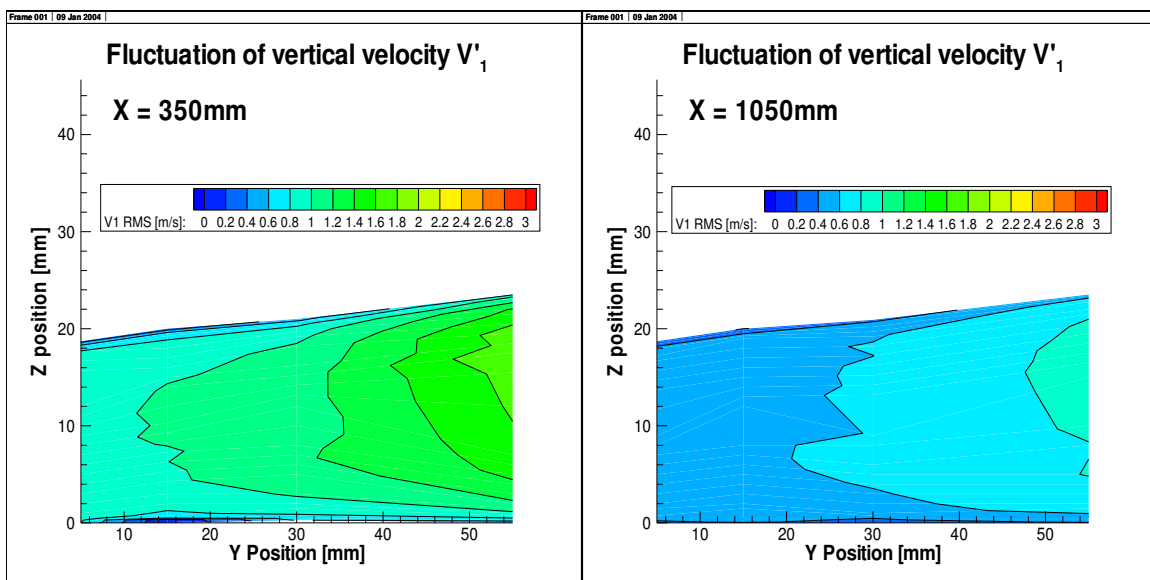 Frame 001 | 09 Jan 2004
Fluctuation of vertical velocity V'1
X = 350mm
40
V1 RMS [m/s]: 0 0.2 0.4 0.6 0.8 1 1.2 1.4 1.6 1.8 2 2.2 2.4 2.6 2.8 3
30
20
10
0
Z position [mm]
10 20 30 40 50
Y Position [mm]
Frame 001 | 09 Jan 2004
Fluctuation of vertical velocity V'1
X = 1050mm
40
V1 RMS [m/s]: 0 0.2 0.4 0.6 0.8 1 1.2 1.4 1.6 1.8 2 2.2 2.4 2.6 2.8 3
30
20
10
0
Z position [mm]
10 20 30 40 50
Y Position [mm]